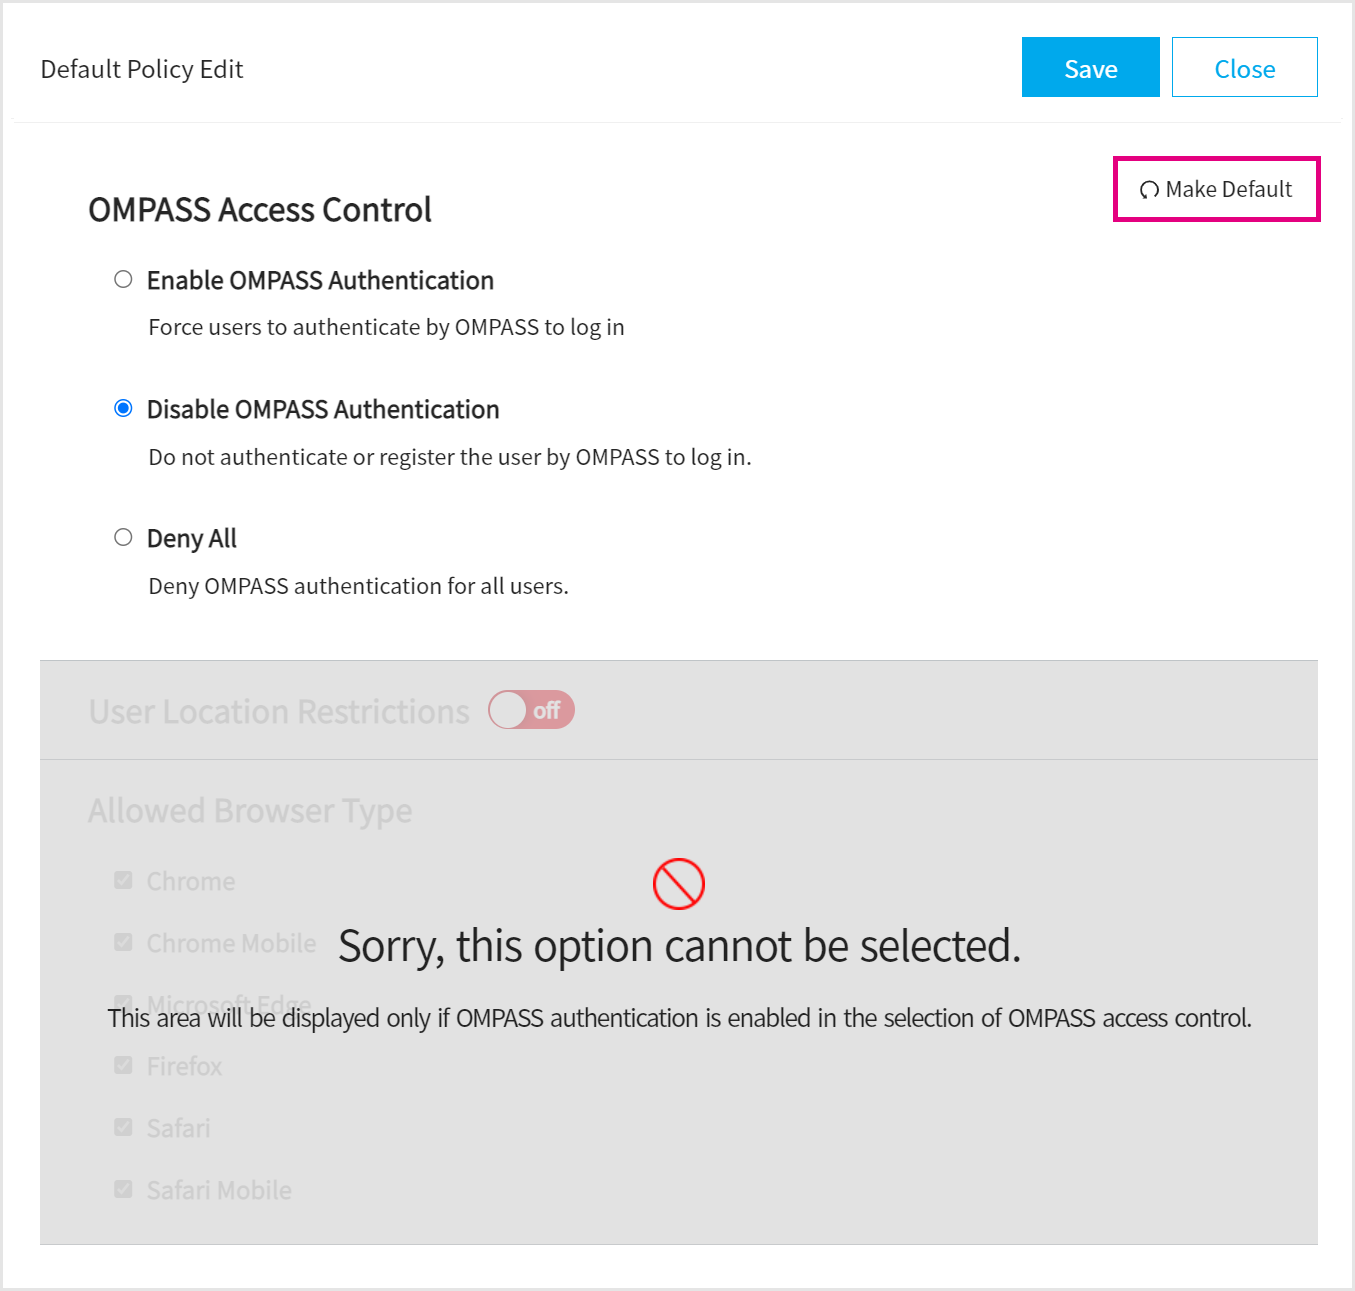 Default Policy Edit
Save
Close
Make Default
OMPASS Access Control
Enable OMPASS Authentication
Force users to authenticate by OMPASS to log in
Disable OMPASS Authentication
Do not authenticate or register the user by OMPASS to log in.
Deny All
Deny OMPASS authentication for all users.
User Location Restrictions
off
Allowed Browser Type
Chrome
Chrome Mobile
Sorry, this option cannot be selected.
Microsoft Edge
This area will be displayed only if OMPASS authentication is enabled in the selection of OMPASS access control.
Firefox
Safari
Safari Mobile